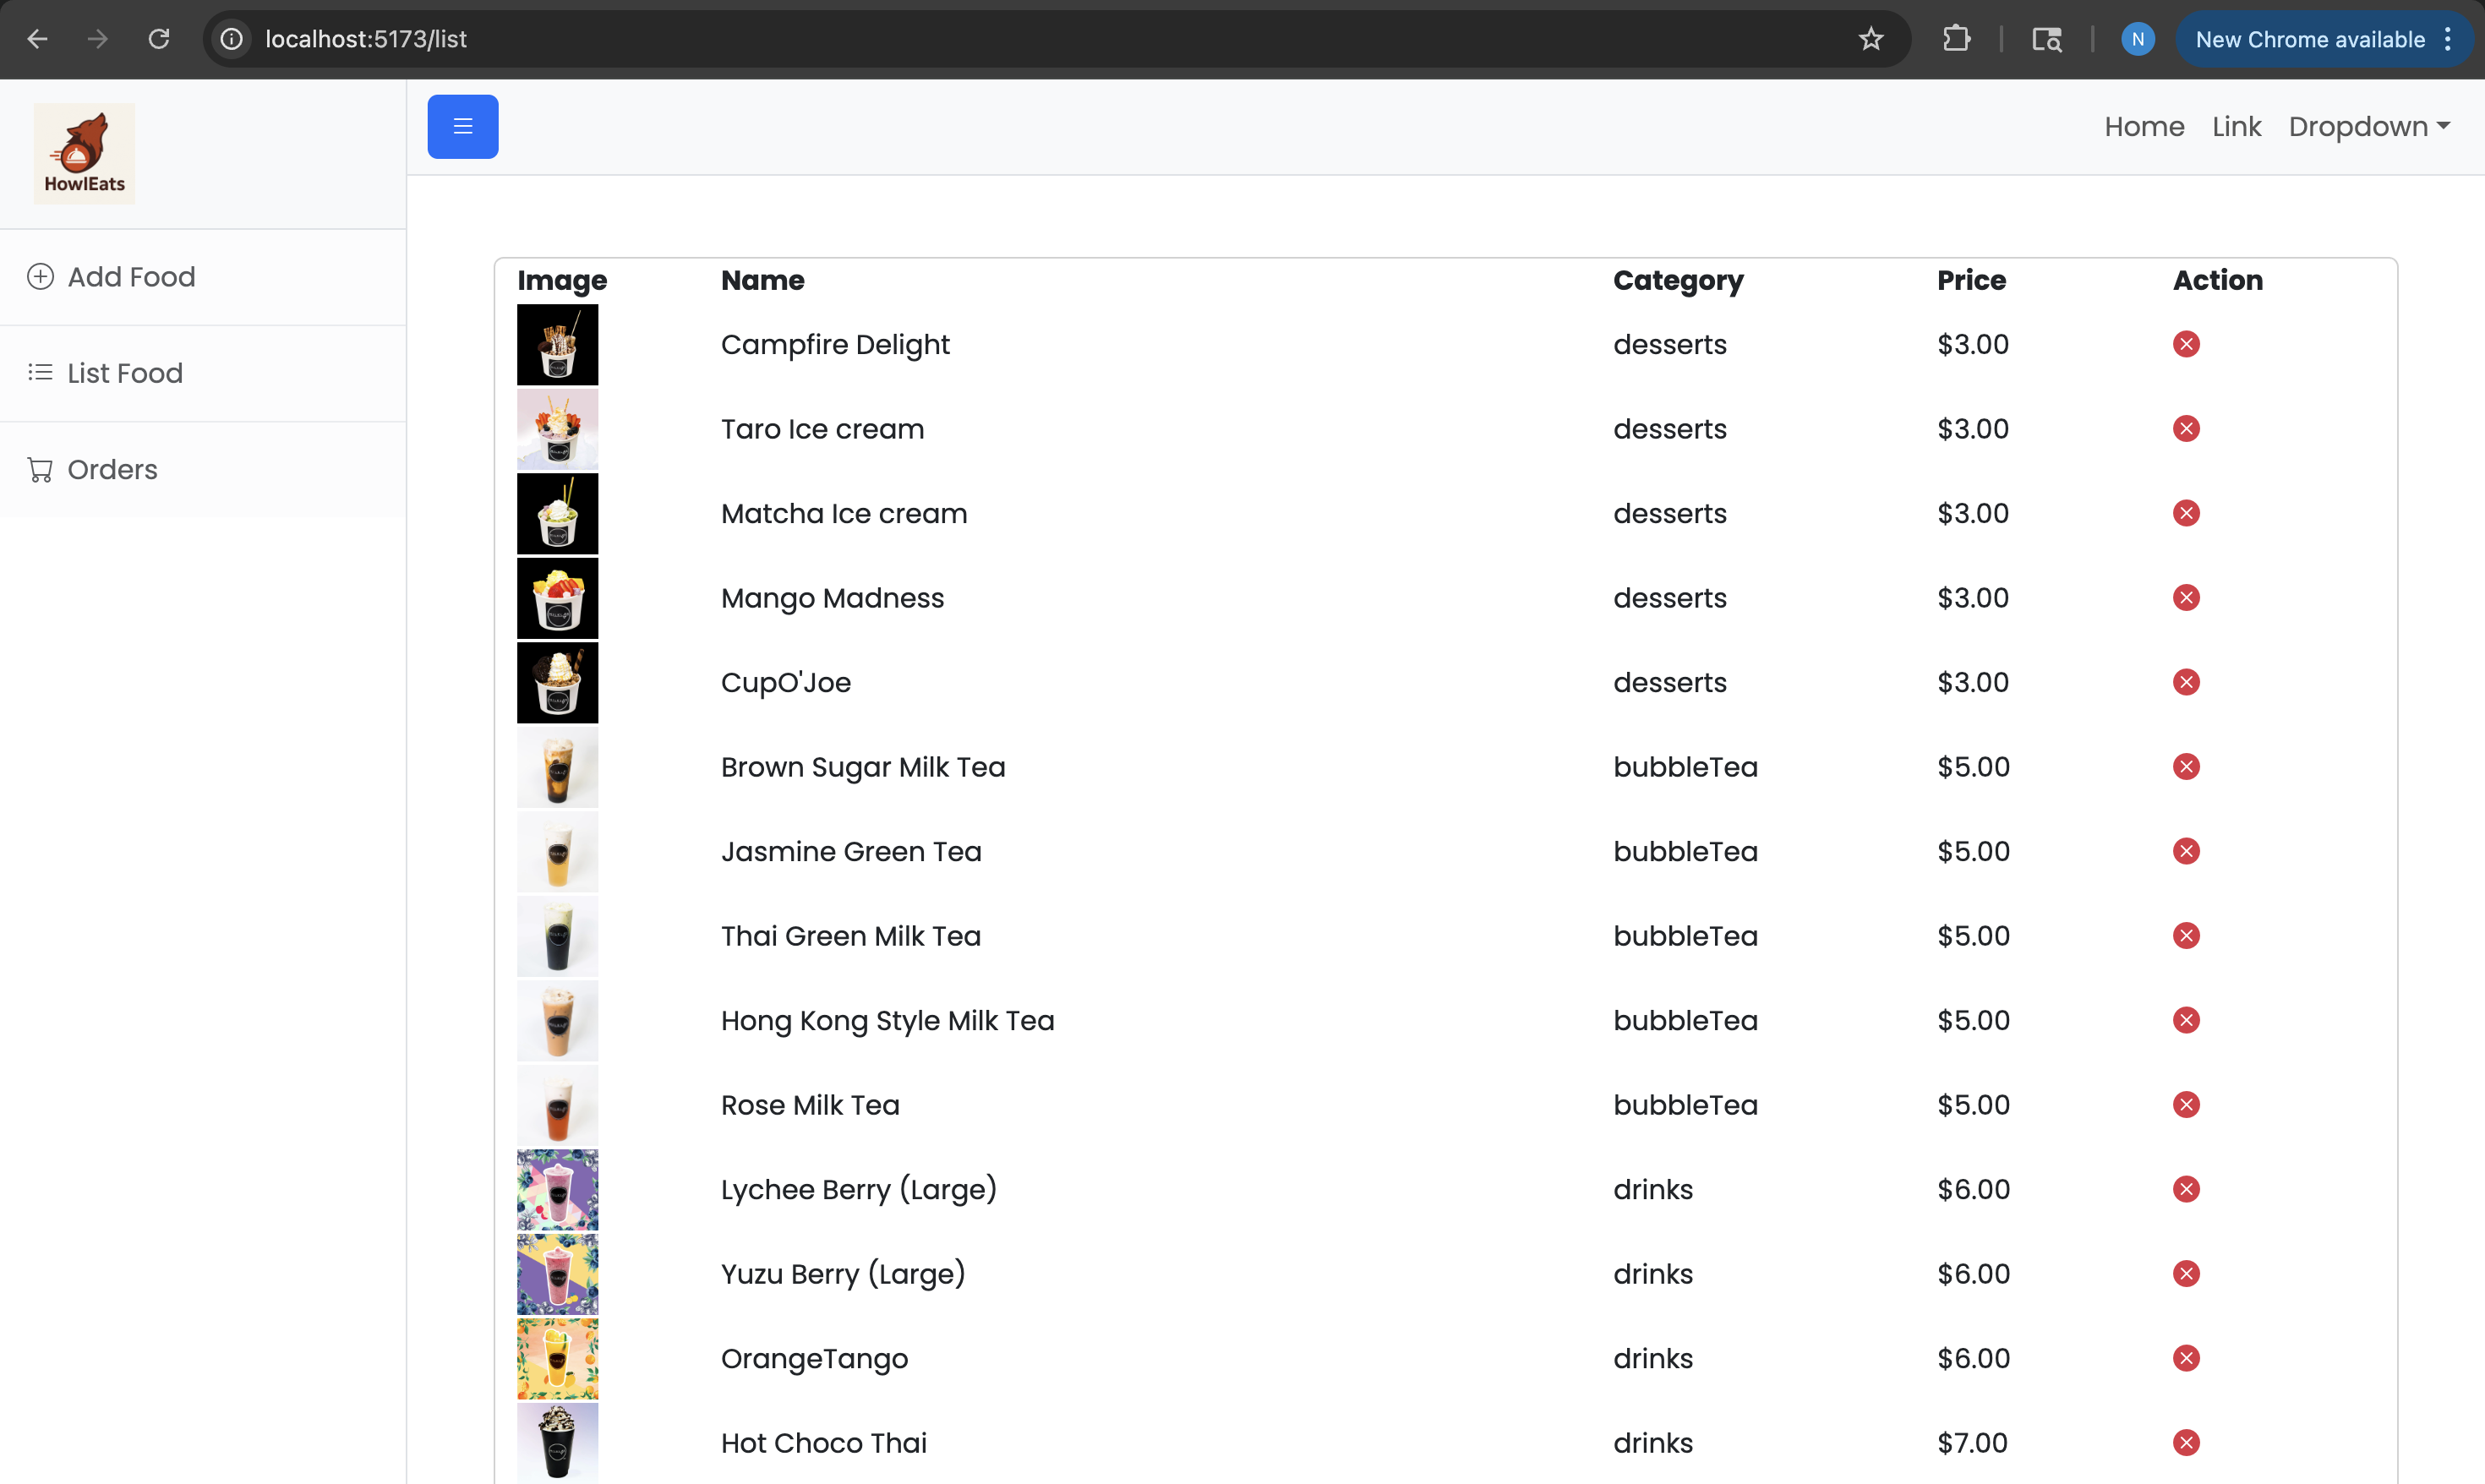 localhost:5173/list
N
New Chrome available
HowlEats
Home Link Dropdown
Add Food
List Food
Orders
Image Name Category Price Action
Campfire Delight desserts $3.00
Taro Ice cream desserts $3.00
Matcha Ice cream desserts $3.00
Mango Madness desserts $3.00
CupO'Joe desserts $3.00
Brown Sugar Milk Tea bubbleTea $5.00
Jasmine Green Tea bubbleTea $5.00
Thai Green Milk Tea bubbleTea $5.00
Hong Kong Style Milk Tea bubbleTea $5.00
Rose Milk Tea bubbleTea $5.00
Lychee Berry (Large) drinks $6.00
Yuzu Berry (Large) drinks $6.00
OrangeTango drinks $6.00
Hot Choco Thai drinks $7.00